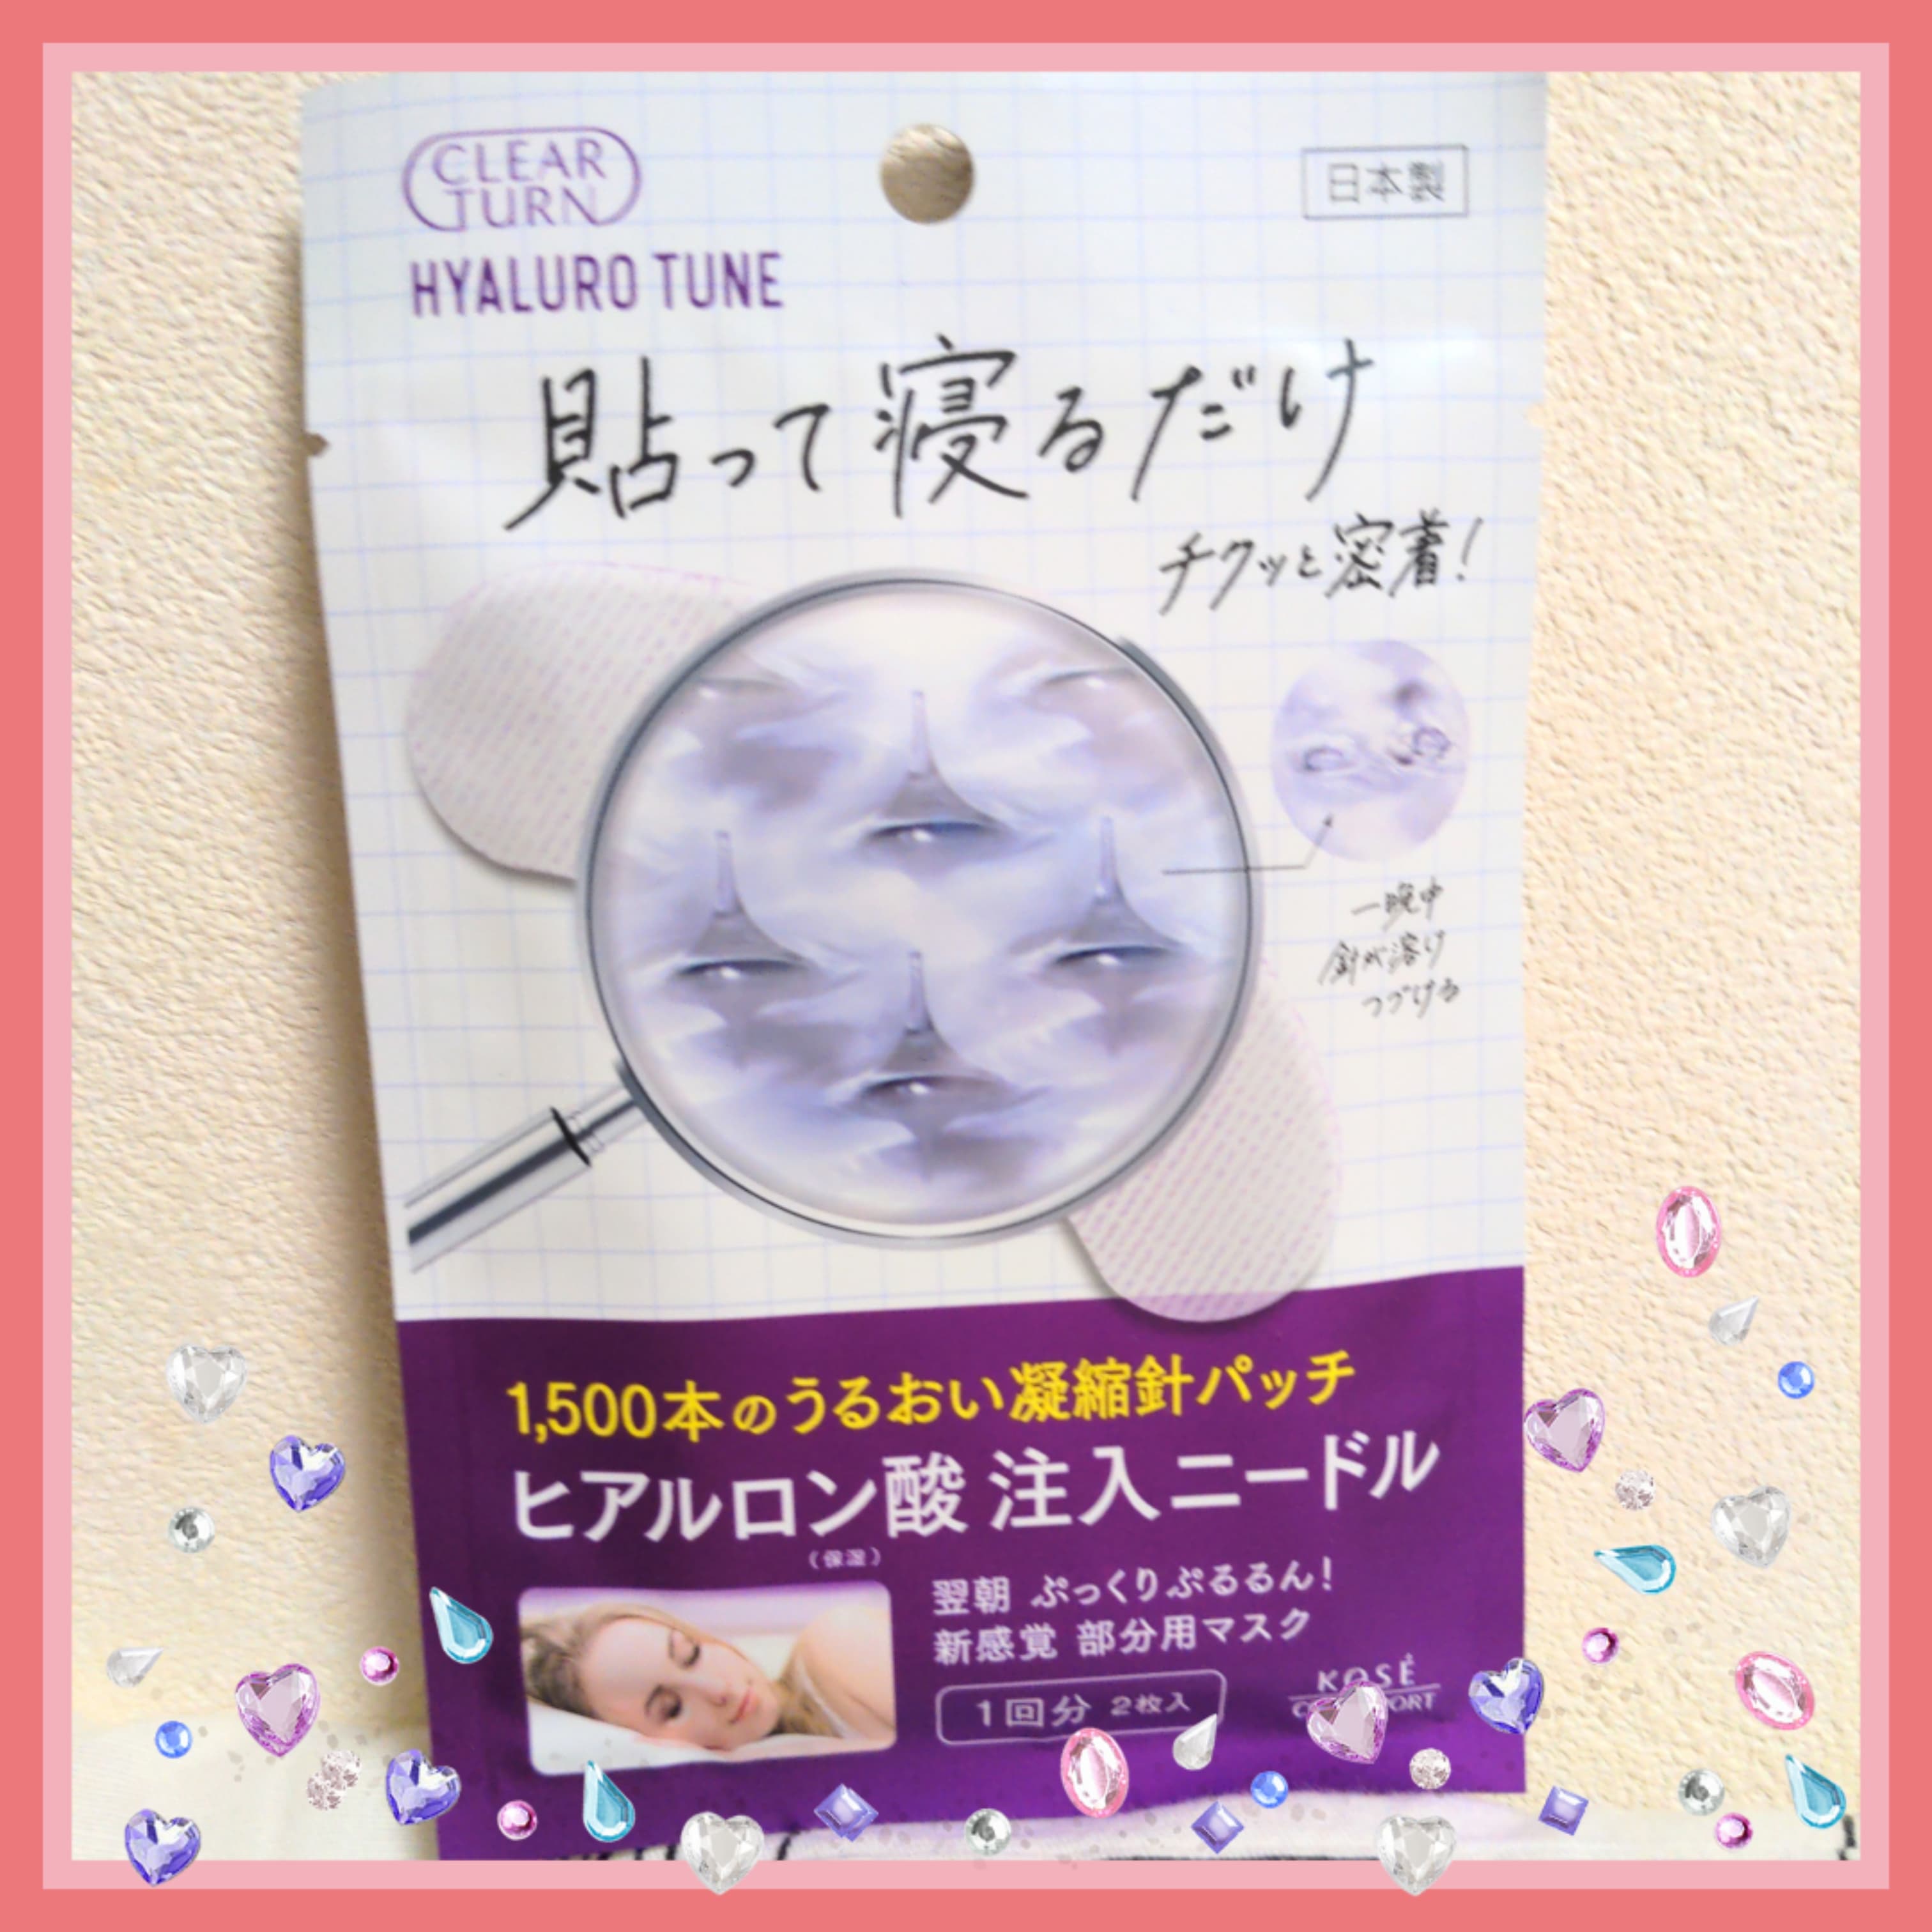 CLEAR
TURN
日本製
HYALURO TUNE
貼って寝るだけ
チクッと密着!
一晩中
針が溶け
つづける
1,500本のうるおい凝縮針パッチ
ヒアルロン酸 注入ニードル
(保湿)
翌朝 ぷっくりぷるるん!
新感覚 部分用マスク
1回分 2枚入
KOSÉ